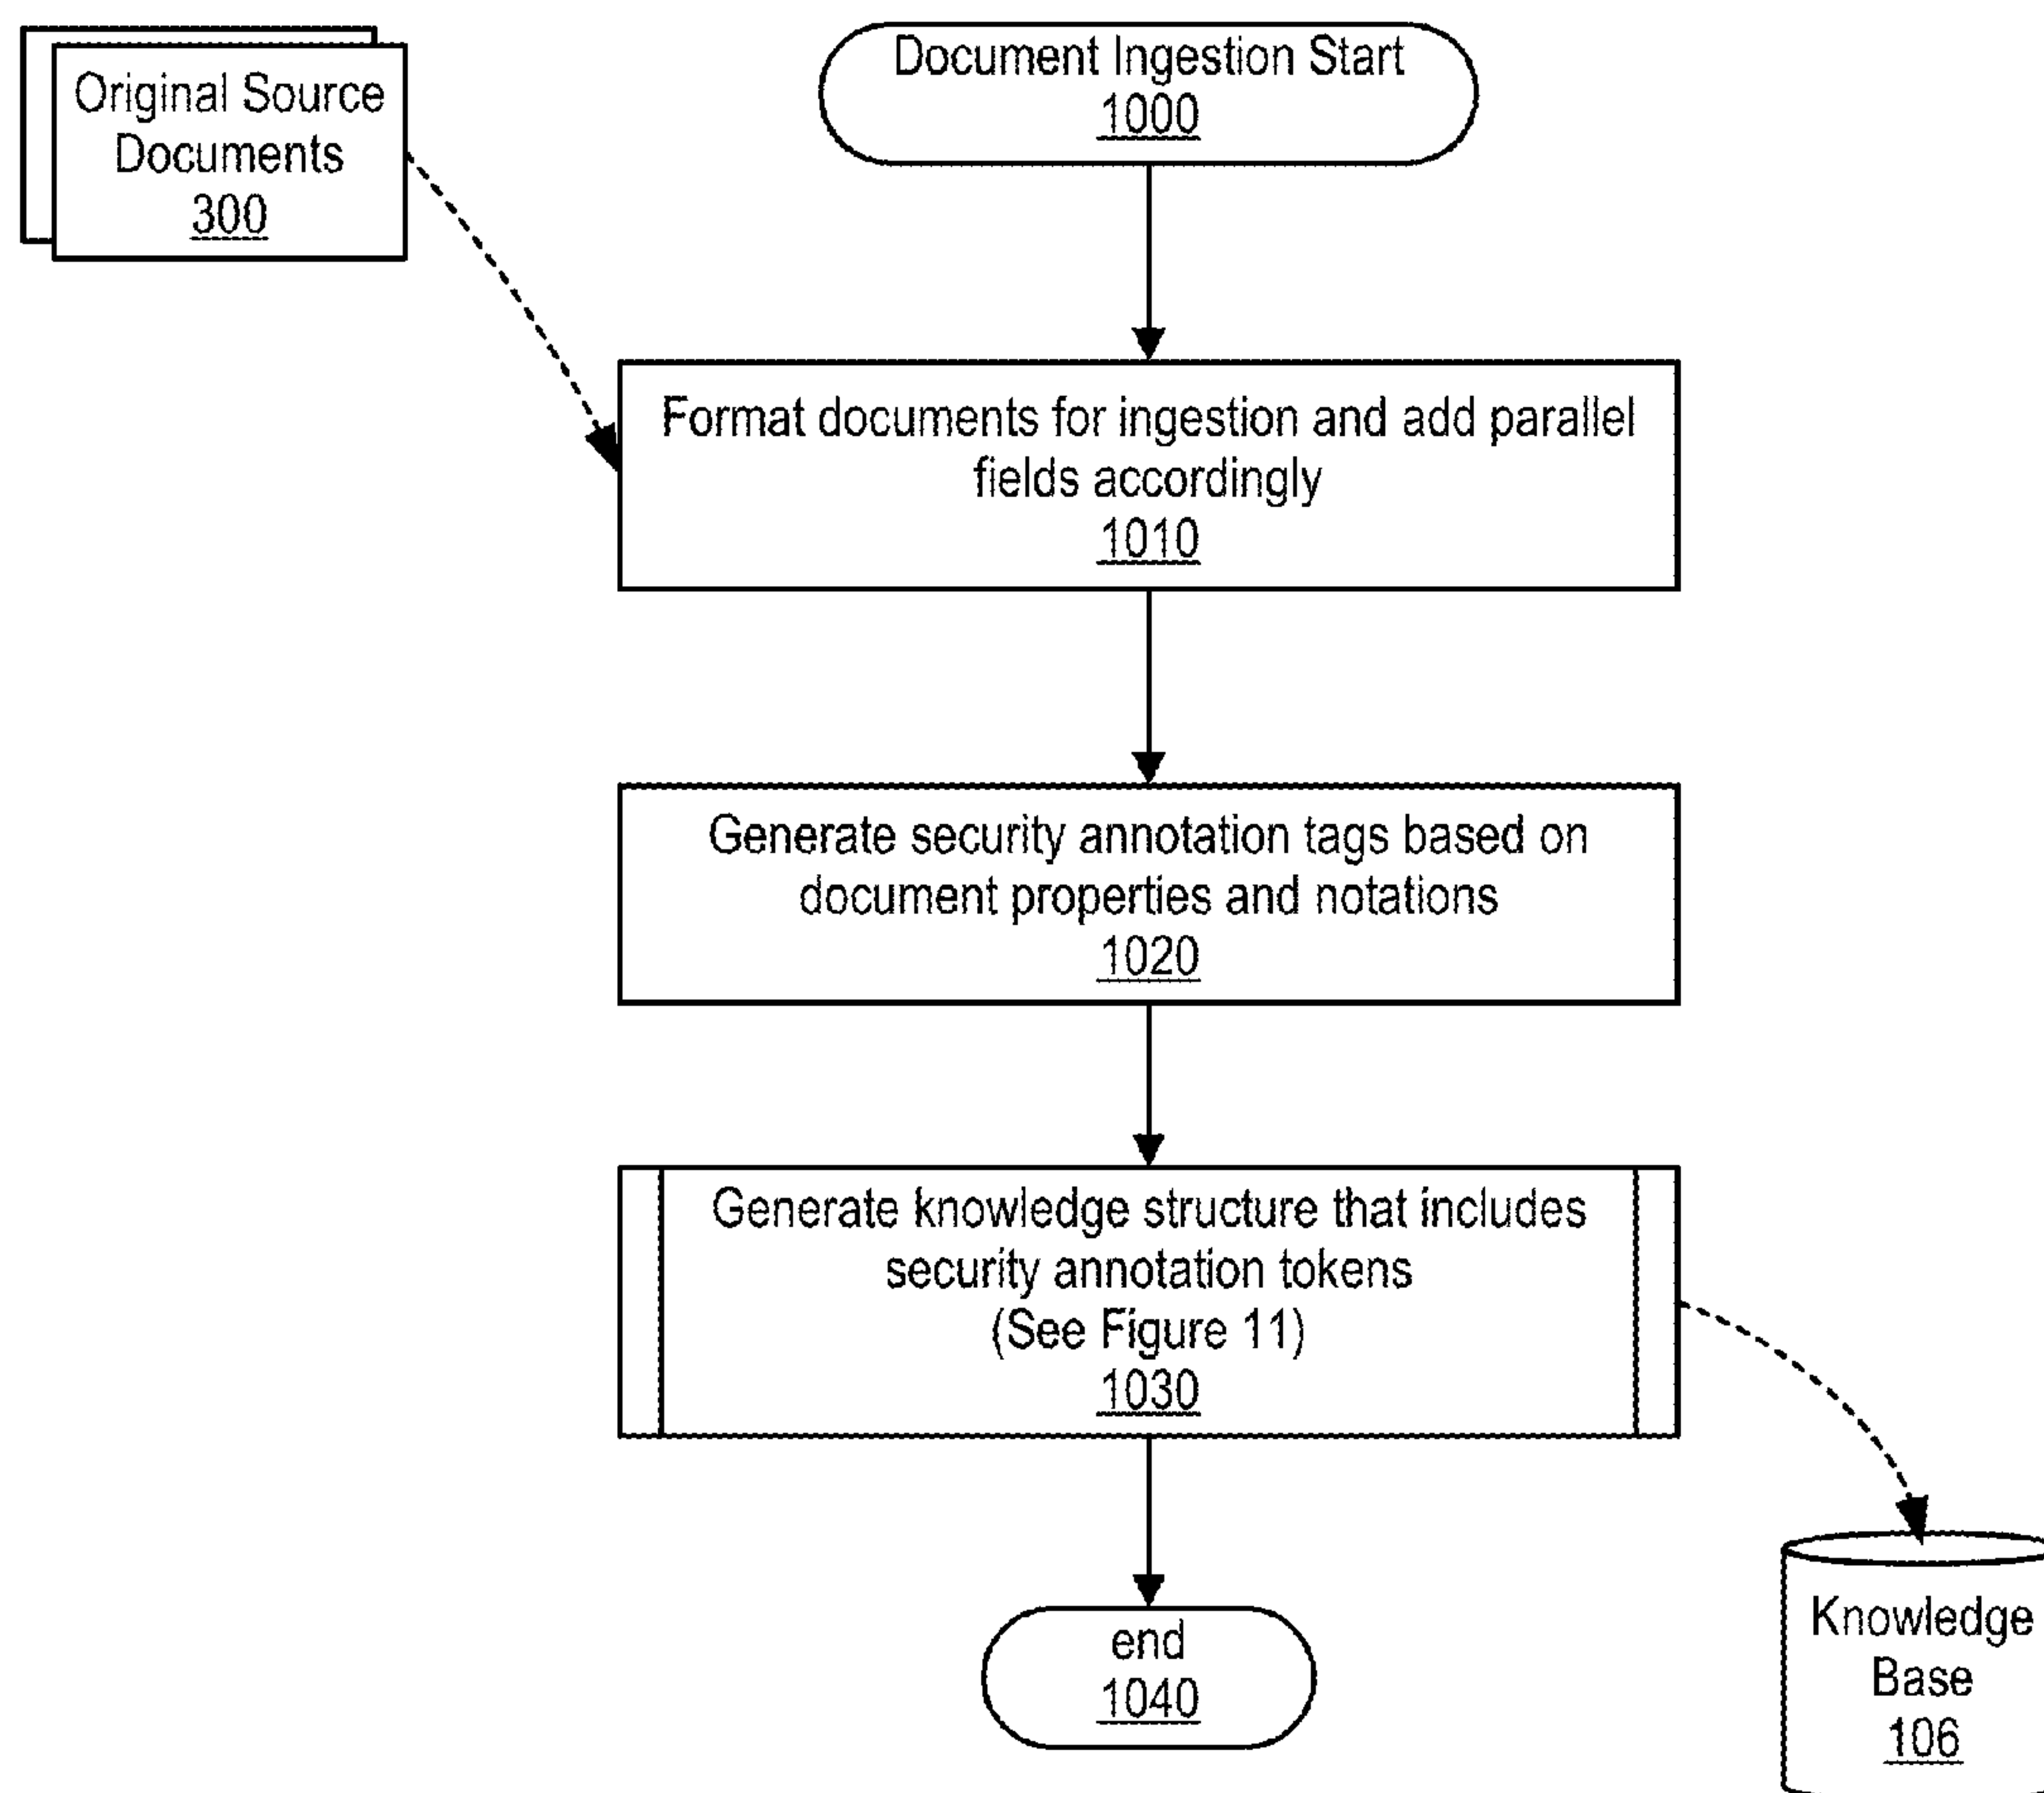 Original Source
Documents
300
Document Ingestion Start
1000
Format documents for ingestion and add parallel
fields accordingly
1010
Generate security annotation tags based on
document properties and notations
1020
Generate knowledge structure that includes
security annotation tokens
(See Figure 11)
1030
end
1040
Knowledge
Base
106